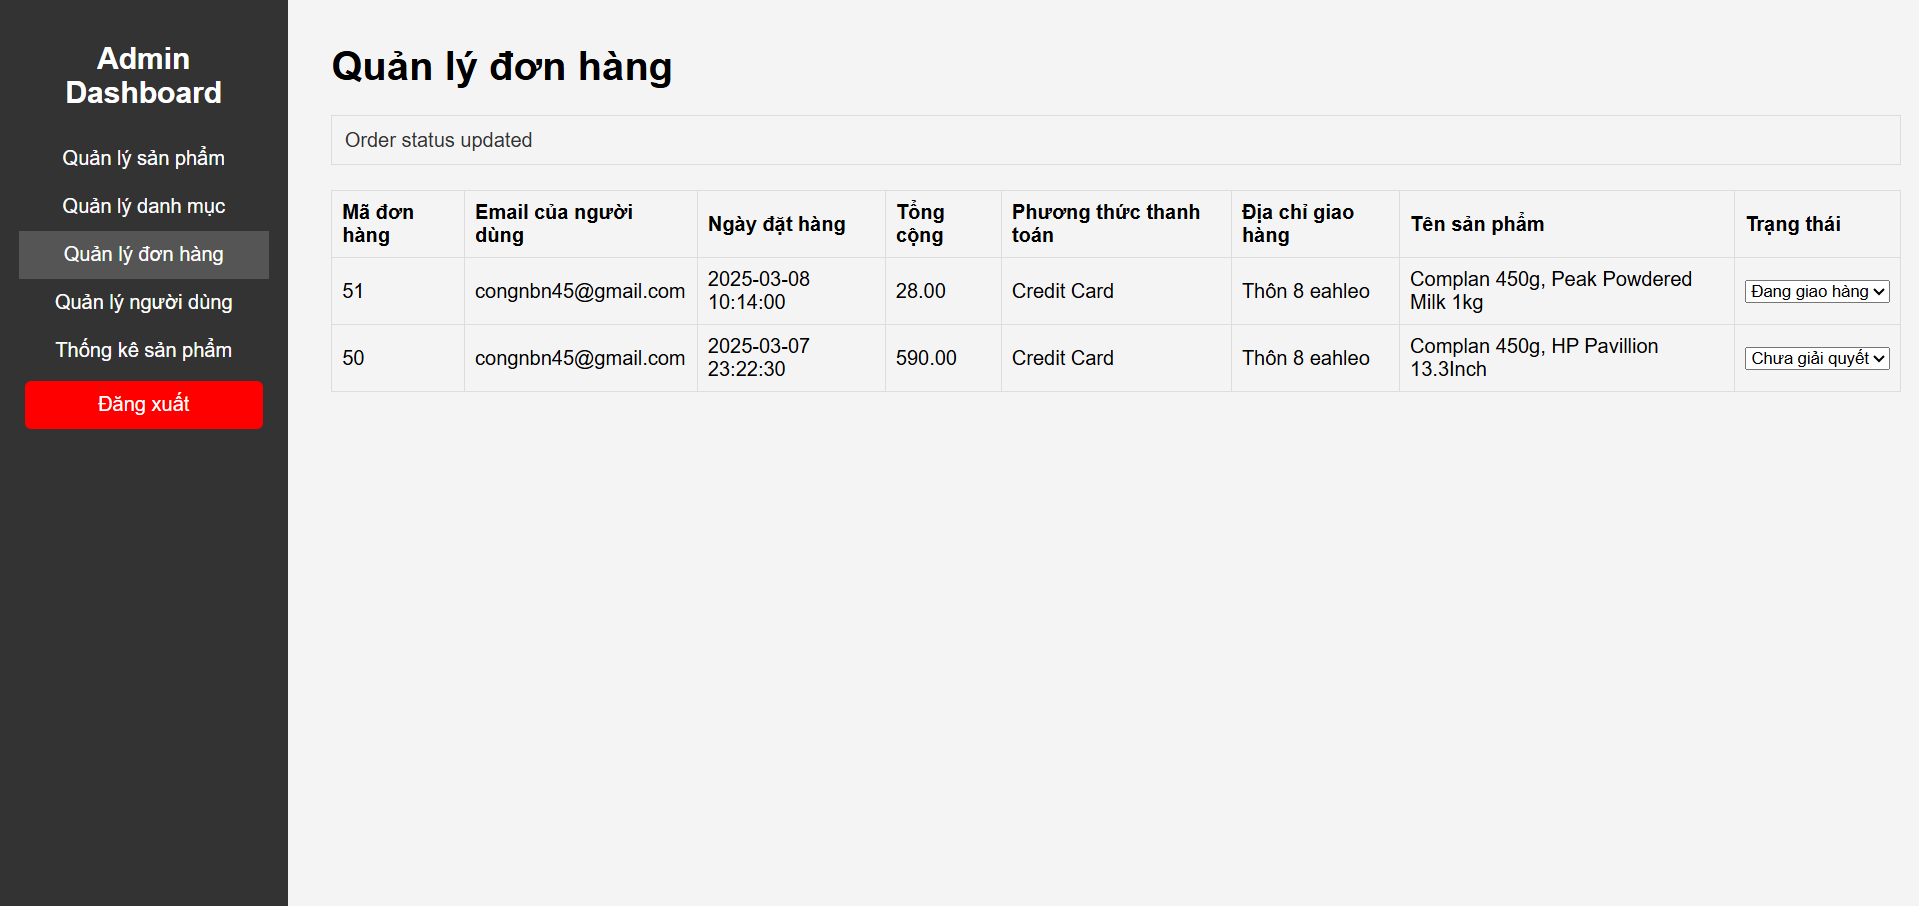 Admin
Dashboard
Quản lý sản phẩm
Quản lý danh mục
Quản lý đơn hàng
Quản lý người dùng
Thống kê sản phẩm
Đăng xuất
Quản lý đơn hàng
Order status updated
Mã đơn
hàng
Email của người
dùng
Ngày đặt hàng
Tổng
cộng
Phương thức thanh
toán
Địa chỉ giao
hàng
Tên sản phẩm
Trạng thái
51
congnbn45@gmail.com
2025-03-08
10:14:00
28.00
Credit Card
Thôn 8 eahleo
Complan 450g, Peak Powdered
Milk 1kg
Đang giao hàng
50
congnbn45@gmail.com
2025-03-07
23:22:30
590.00
Credit Card
Thôn 8 eahleo
Complan 450g, HP Pavillion
13.3Inch
Chưa giải quyết